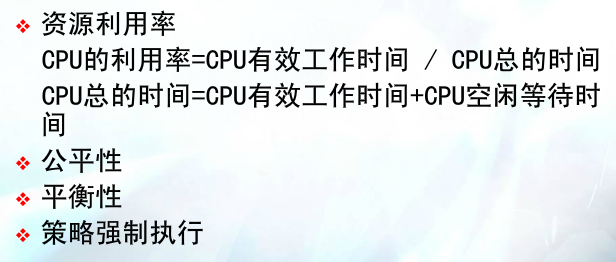 ❖ 资源利用率
CPU的利用率=CPU有效工作时间 / CPU总的时间
CPU总的时间=CPU有效工作时间+CPU空闲等待时
间
❖ 公平性
❖ 平衡性
❖ 策略强制执行